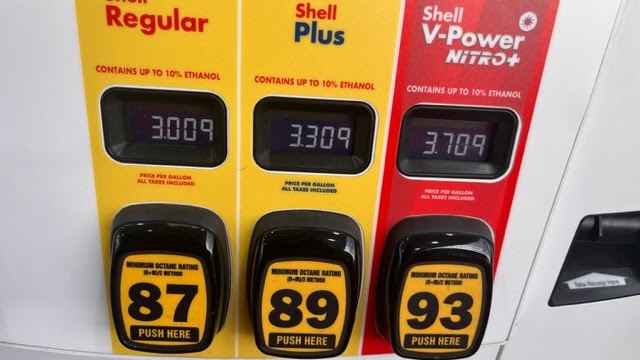 Shell
Regular
CONTAINS UP TO 10% ETHANOL
3.009
PRICE PER GALLON
ALL TAXES INCLUDED
MINIMUM OCTANE RATING
(R+M)/2 METHOD
87
PUSH HERE
Shell
Plus
CONTAINS UP TO 10% ETHANOL
3.309
PRICE PER GALLON
ALL TAXES INCLUDED
MINIMUM OCTANE RATING
(R+M)/2 METHOD
89
PUSH HERE
Shell
V-Power
NiTRO+
CONTAINS UP TO 10% ETHANOL
3.709
PRICE PER GALLON
ALL TAXES INCLUDED
MINIMUM OCTANE RATING
(R+M)/2 METHOD
93
PUSH HERE
Take Receipt Here